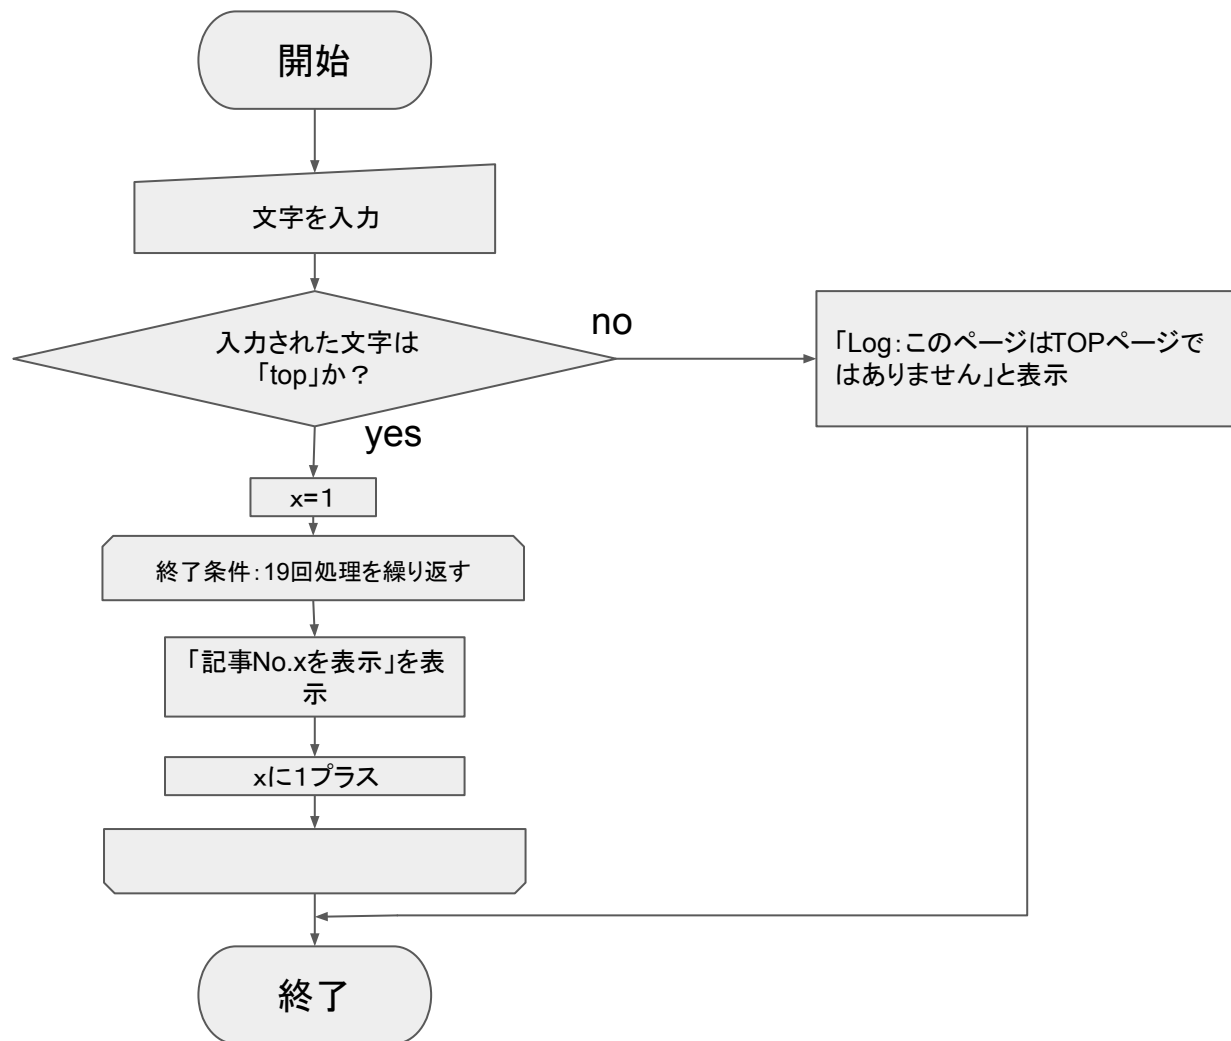 開始
文字を入力
入力された文字は
「top」か？
no
「Log：このページはTOPページで
はありません」と表示
yes
x=１
終了条件：19回処理を繰り返す
「記事No.xを表示」を表
示
xに１プラス
終了